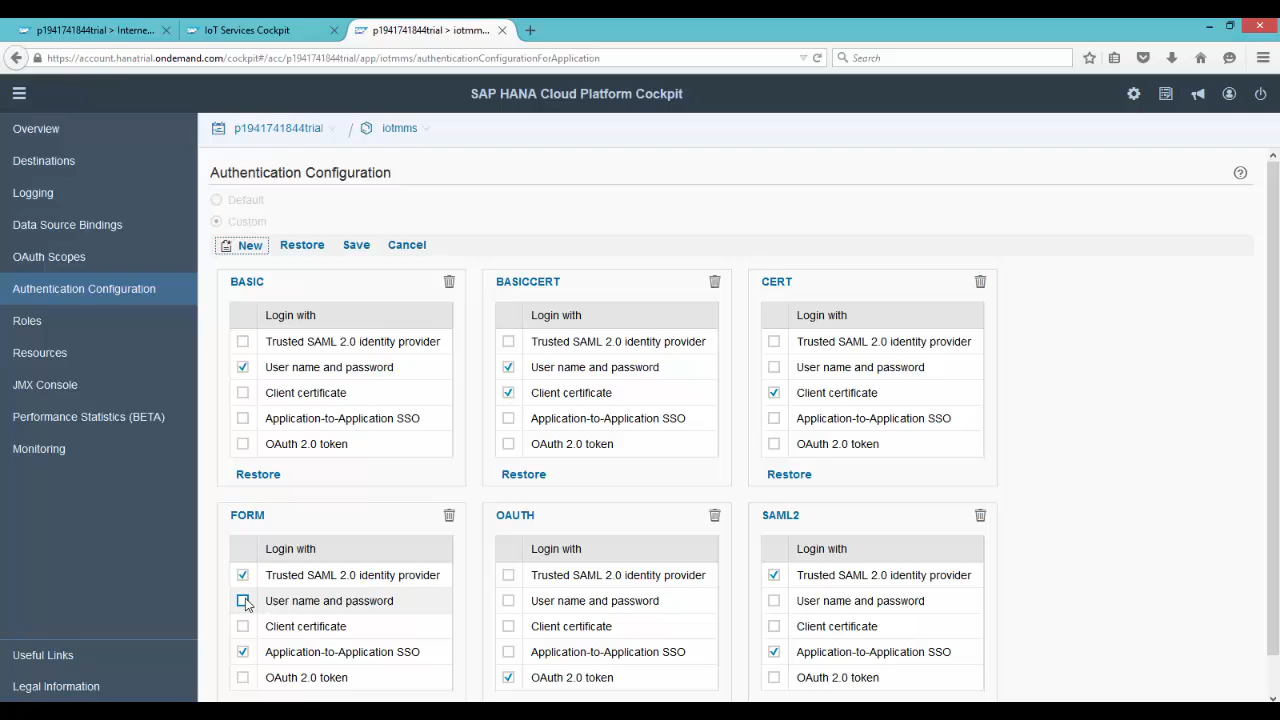 p1941741844trial > Interne...
IoT Services Cockpit
p1941741844trial > iotmm...
https://account.hanatrial.ondemand.com/cockpit#/acc/p1941741844trial/app/iotmms/authenticationConfigurationForApplication
Search
SAP HANA Cloud Platform Cockpit
Overview
Destinations
Logging
Data Source Bindings
OAuth Scopes
Authentication Configuration
Roles
Resources
JMX Console
Performance Statistics (BETA)
Monitoring
Useful Links
Legal Information
p1941741844trial / iotmms
Authentication Configuration
Default
Custom
New Restore Save Cancel
BASIC
Login with
Trusted SAML 2.0 identity provider
User name and password
Client certificate
Application-to-Application SSO
OAuth 2.0 token
Restore
BASICCERT
Login with
Trusted SAML 2.0 identity provider
User name and password
Client certificate
Application-to-Application SSO
OAuth 2.0 token
Restore
CERT
Login with
Trusted SAML 2.0 identity provider
User name and password
Client certificate
Application-to-Application SSO
OAuth 2.0 token
Restore
FORM
Login with
Trusted SAML 2.0 identity provider
User name and password
Client certificate
Application-to-Application SSO
OAuth 2.0 token
OAUTH
Login with
Trusted SAML 2.0 identity provider
User name and password
Client certificate
Application-to-Application SSO
OAuth 2.0 token
SAML2
Login with
Trusted SAML 2.0 identity provider
User name and password
Client certificate
Application-to-Application SSO
OAuth 2.0 token